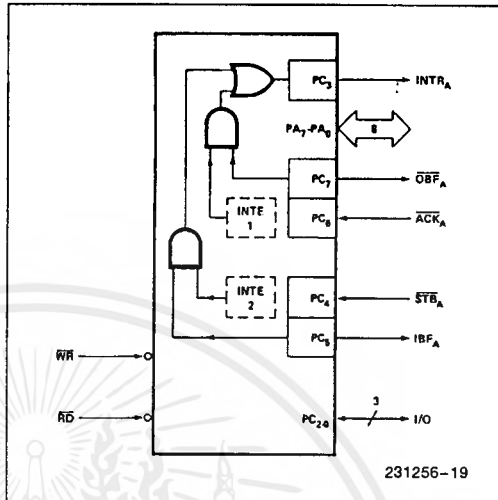 PC3
INTRA
PA7-PA0
8
PC7
OBFA
INTE
1
PC6
ACKA
INTE
2
PC4
STBA
PC5
IBFA
WR
RD
PC2-0
3
I/O
231256-19